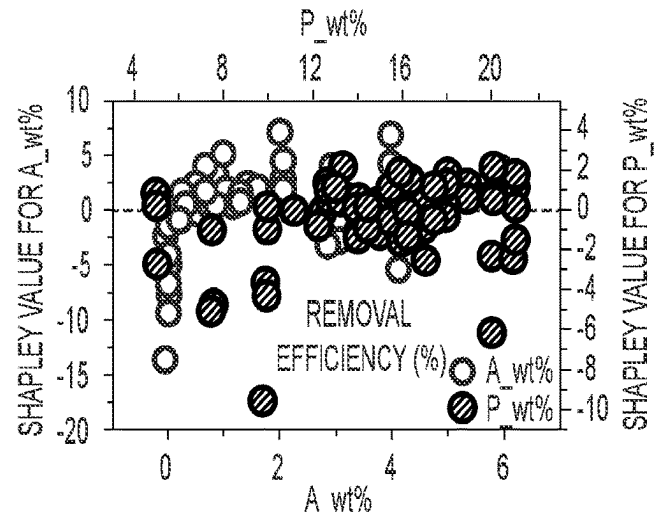 P_wt%
4 8 12 16 20
SHAPLEY VALUE FOR A_wt%
10
5
0
-5
-10
-15
-20
4
2
0
-2
-4
-6
-8
-10
SHAPLEY VALUE FOR P_wt%
REMOVAL
EFFICIENCY (%)
A_wt%
P_wt%
0 2 4 6
A_wt%